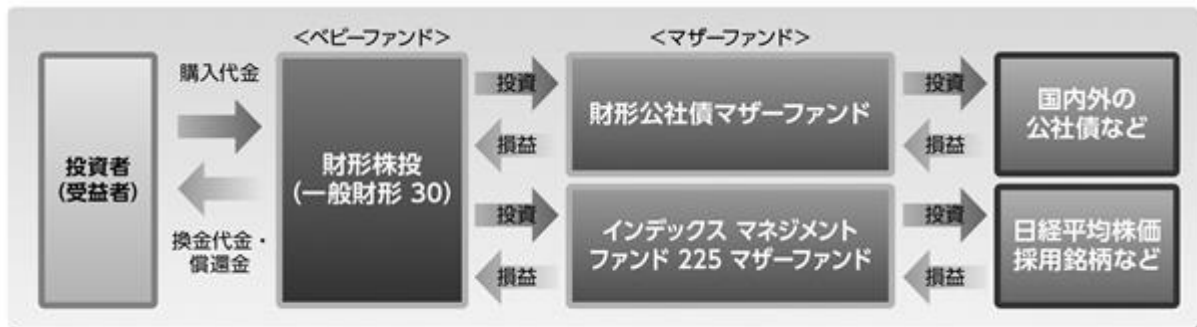 <ベビーファンド>
<マザーファンド>
投資者
(受益者)
購入代金
換金代金・
償還金
財形株投
(一般財形 30)
投資
損益
財形公社債マザーファンド
投資
損益
国内外の
公社債など
投資
損益
インデックス マネジメント
ファンド 225 マザーファンド
投資
損益
日経平均株価
採用銘柄など